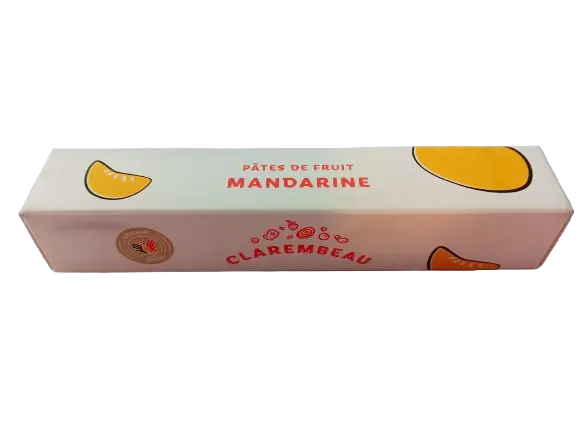 PÂTES DE FRUIT
MANDARINE
CLAREMBEAU